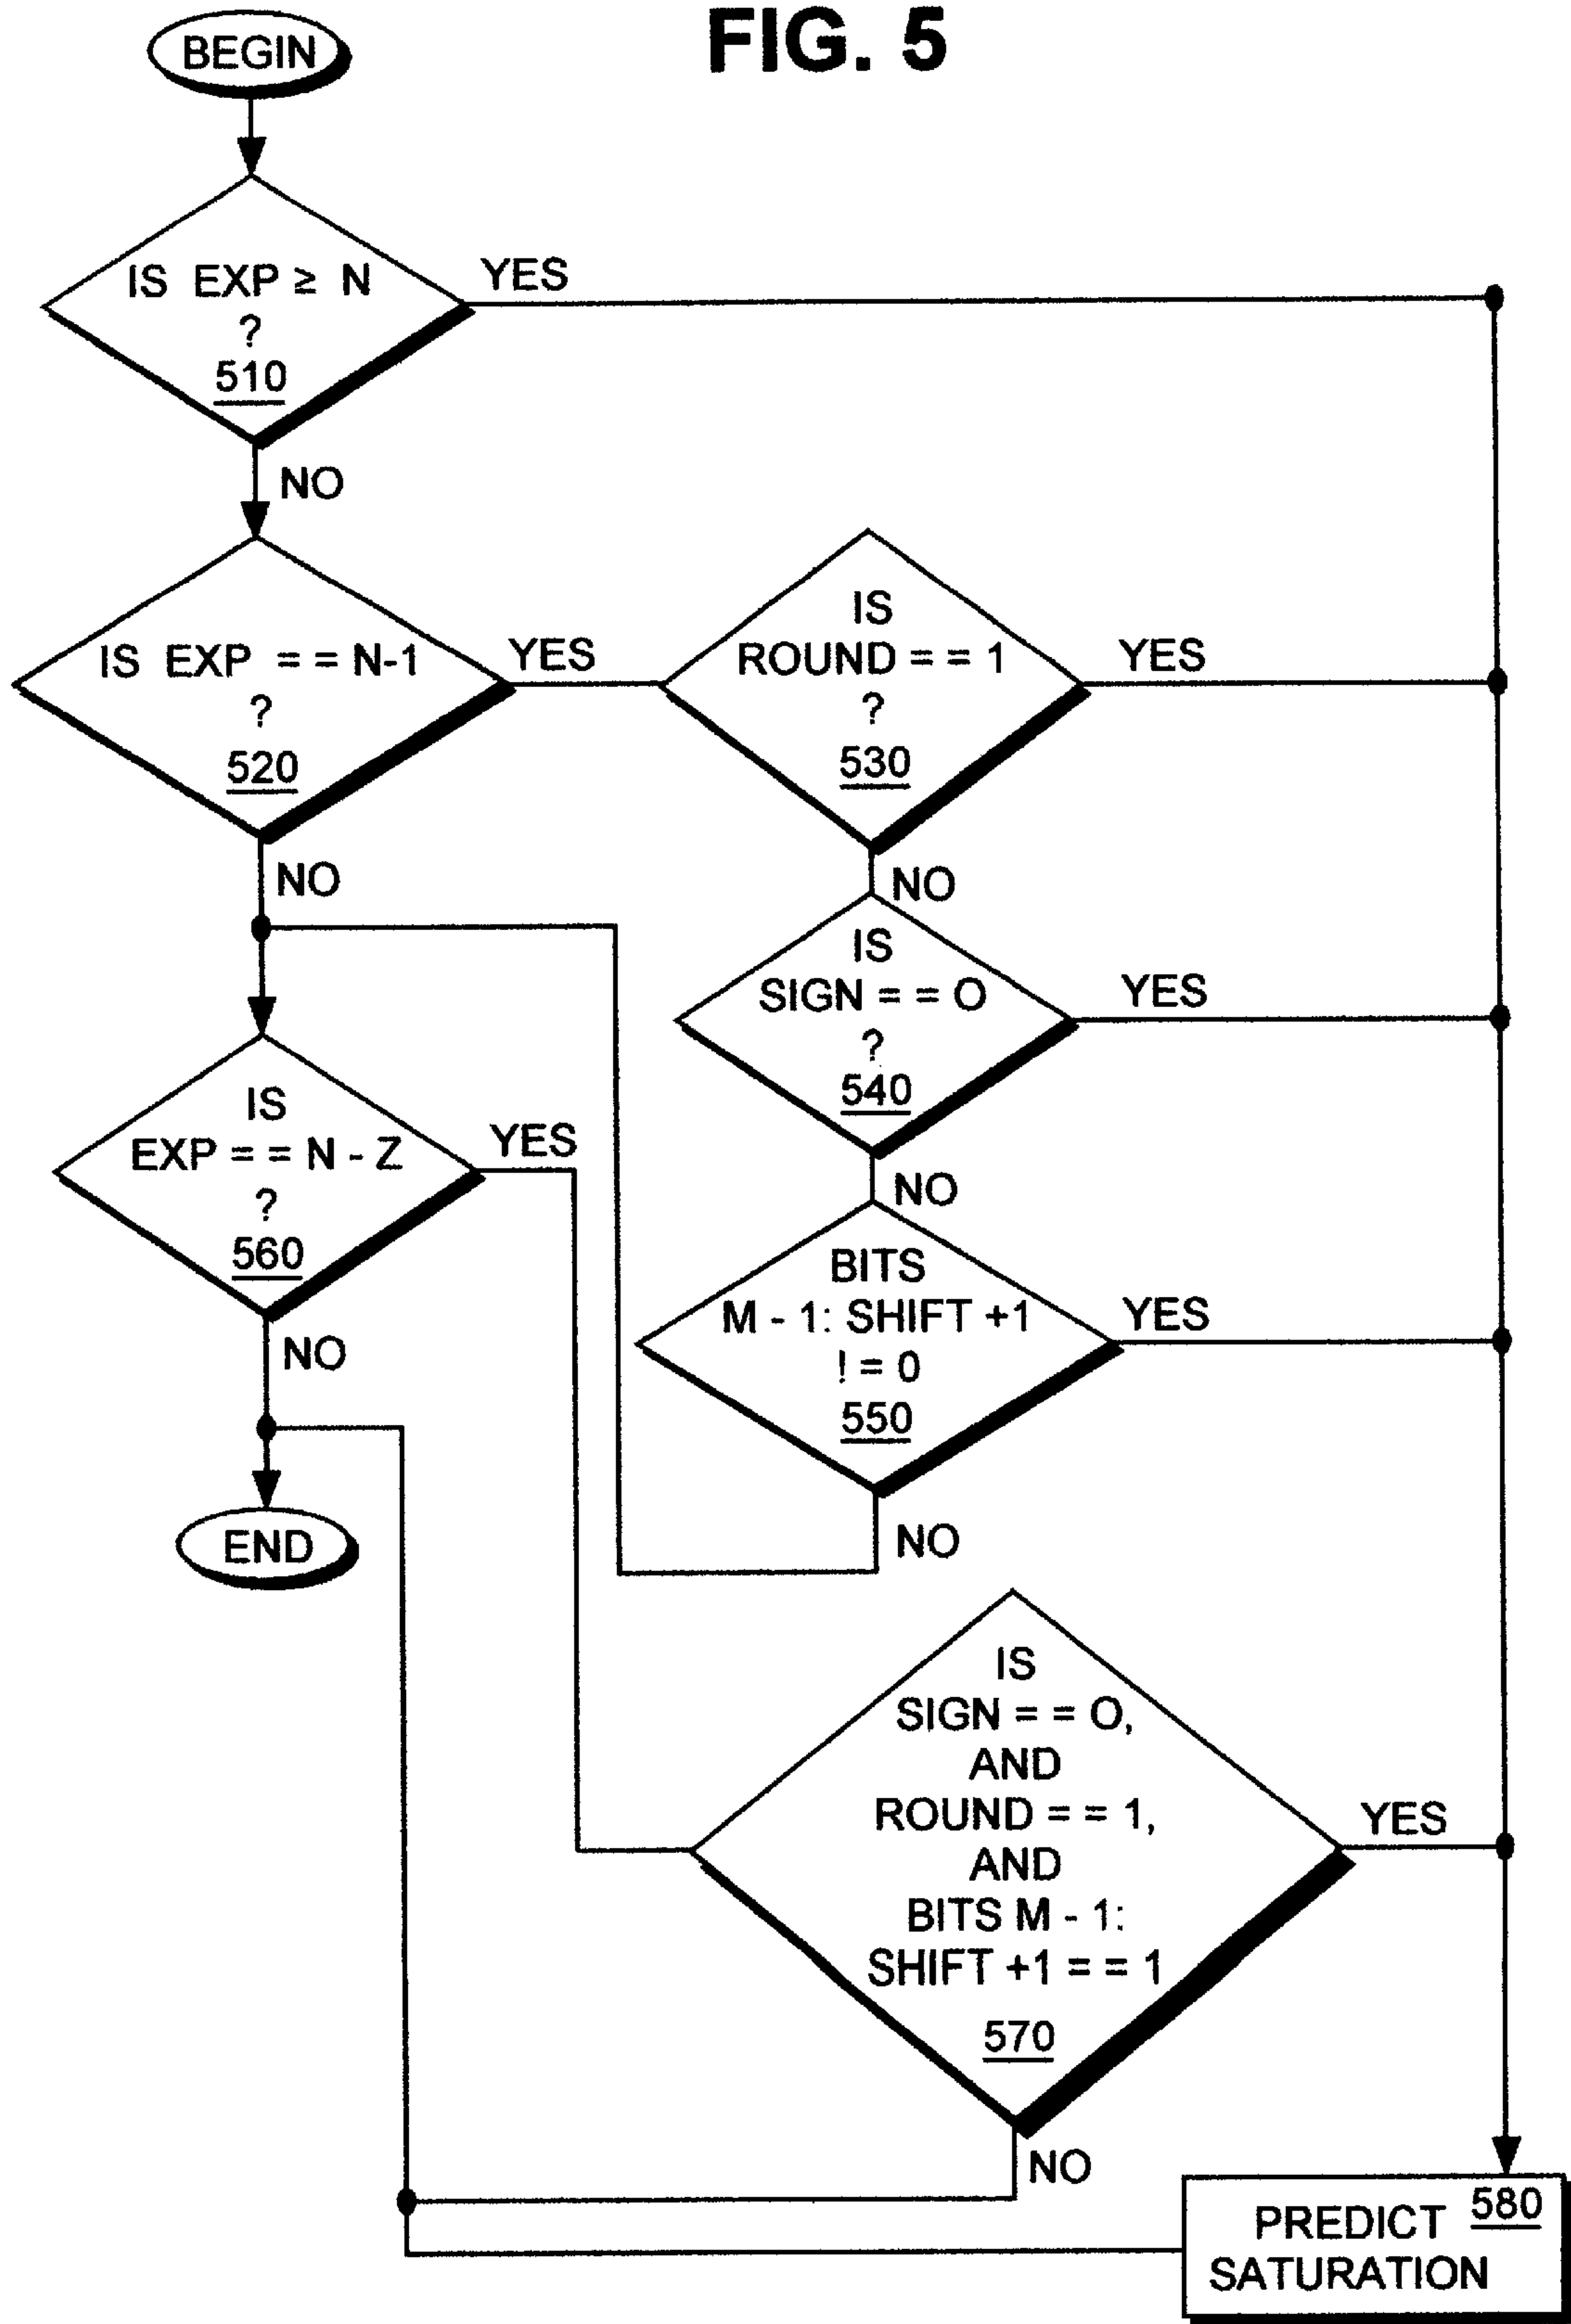 FIG. 5
BEGIN
IS EXP ≥ N
?
510
YES
NO
IS EXP = = N-1
?
520
YES
NO
IS
ROUND = = 1
?
530
YES
NO
IS
SIGN = = O
?
540
YES
NO
BITS
M - 1: SHIFT +1
! = 0
550
YES
NO
IS
EXP = = N - Z
?
560
YES
NO
END
IS
SIGN = = O,
AND
ROUND = = 1,
AND
BITS M - 1:
SHIFT +1 = = 1
570
YES
NO
PREDICT 580
SATURATION